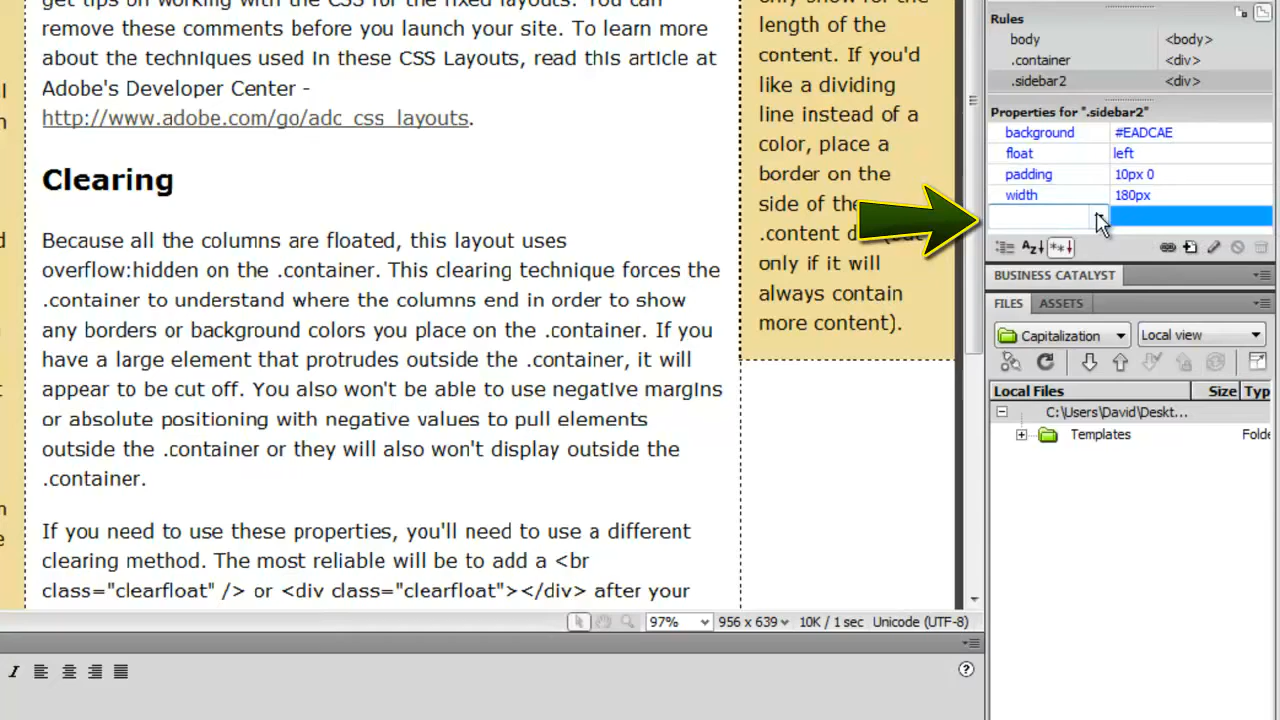 get tips on working with the CSS for the fixed layouts. You can
remove these comments before you launch your site. To learn more
about the techniques used in these CSS Layouts, read this article at
Adobe's Developer Center -
http://www.adobe.com/go/adc_css_layouts.
Clearing
Because all the columns are floated, this layout uses
overflow:hidden on the .container. This clearing technique forces the
.container to understand where the columns end in order to show
any borders or background colors you place on the .container. If you
have a large element that protrudes outside the .container, it will
appear to be cut off. You also won't be able to use negative margins
or absolute positioning with negative values to pull elements
outside the .container or they will also won't display outside the
.container.
If you need to use these properties, you'll need to use a different
clearing method. The most reliable will be to add a <br
class="clearfloat" /> or <div class="clearfloat"></div> after your
only show for the
length of the
content. If you'd
like a dividing
line instead of a
color, place a
border on the
side of the
.content
only if it will
always contain
more content).
97% 956 x 639 10K / 1 sec Unicode (UTF-8)
I
Rules
body <body>
.container <div>
.sidebar2 <div>
Properties for ".sidebar2"
background #EADCAE
float left
padding 10px 0
width 180px
AZ **
BUSINESS CATALYST
FILES ASSETS
Capitalization Local view
Local Files Size Typ
C:\Users\David\Deskt...
Templates Folde